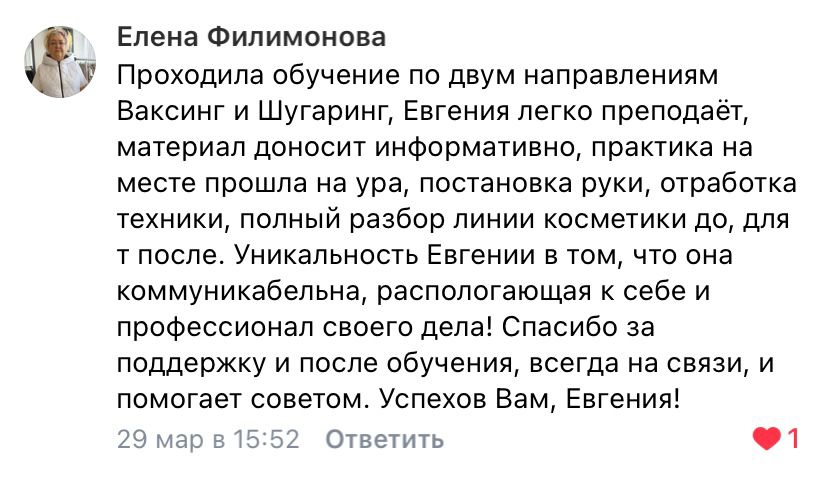 Елена Филимонова
Проходила обучение по двум направлениям
Ваксинг и Шугаринг, Евгения легко преподаёт,
материал доносит информативно, практика на
месте прошла на ура, постановка руки, отработка
техники, полный разбор линии косметики до, для
т после. Уникальность Евгении в том, что она
коммуникабельна, распологающая к себе и
профессионал своего дела! Спасибо за
поддержку и после обучения, всегда на связи, и
помогает советом. Успехов Вам, Евгения!
29 мар в 15:52 Ответить 1